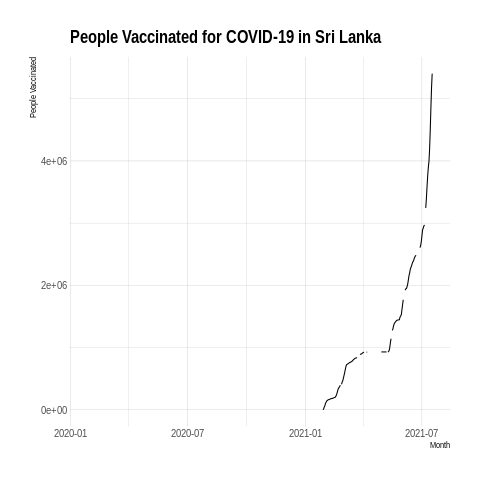 People Vaccinated for COVID-19 in Sri Lanka
People Vaccinated
4e+06
2e+06
0e+00
2020-01
2020-07
2021-01
2021-07
Month